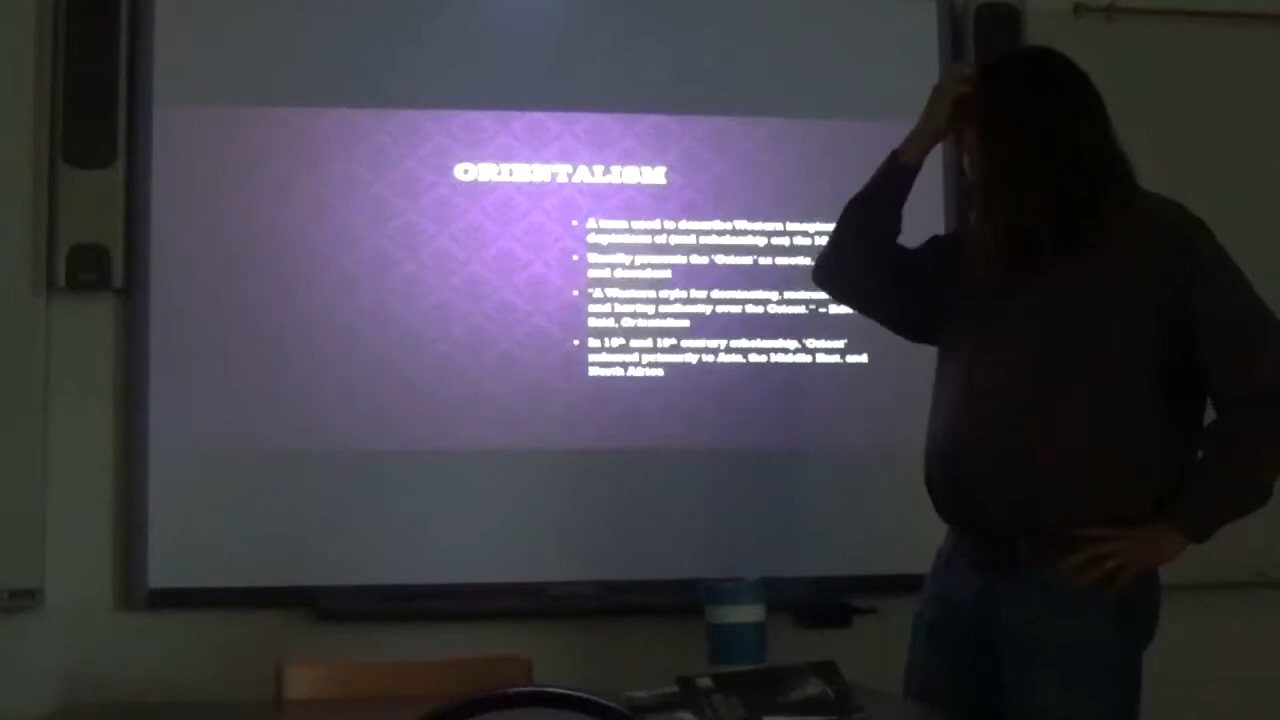 ORIENTALISM
• A term used to describe Western
depictions of (and scholarship on) the
• Usually presents the 'Orient' as exotic,
and decadent
• "A Western style for dominating,
and having authority over the Orient." –
Said, Orientalism
• In 18th and 19th century scholarship, 'Orient'
referred primarily to Asia, the Middle East, and
North Africa